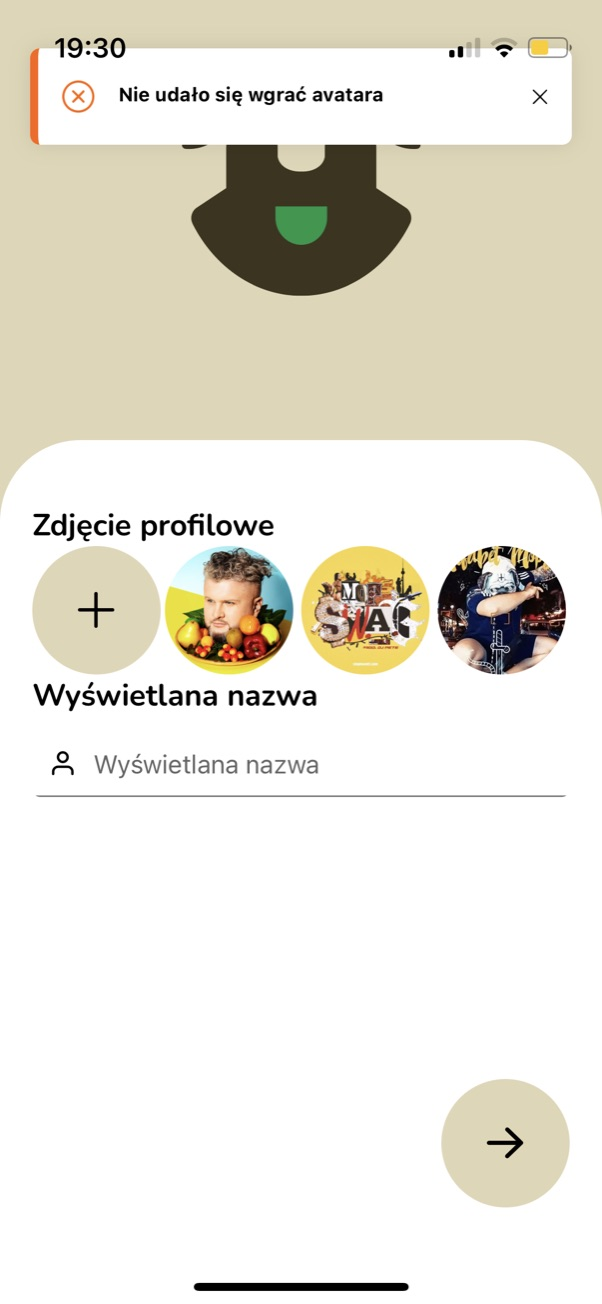 19:30
Nie udało się wgrać avatara
Zdjęcie profilowe
Wyświetlana nazwa
Wyświetlana nazwa